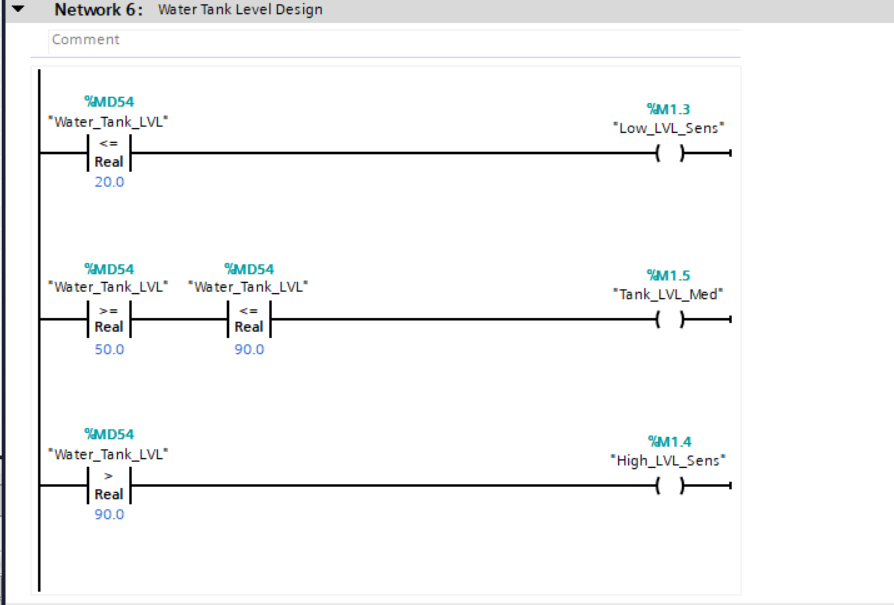 Network 6: Water Tank Level Design
Comment
%MD54
"Water_Tank_LVL"
<=
Real
20.0
%M1.3
"Low_LVL_Sens"
%MD54
"Water_Tank_LVL"
>=
Real
50.0
%MD54
"Water_Tank_LVL"
<=
Real
90.0
%M1.5
"Tank_LVL_Med"
%MD54
"Water_Tank_LVL"
>
Real
90.0
%M1.4
"High_LVL_Sens"